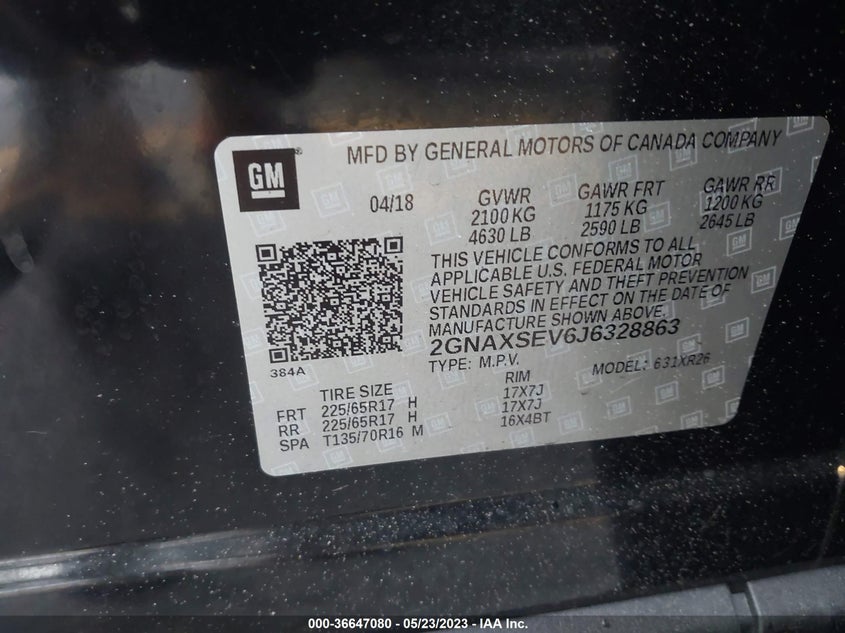 GM
MFD BY GENERAL MOTORS OF CANADA COMPANY
04/18 GVWR GAWR FRT GAWR RR
2100 KG 1175 KG 1200 KG
4630 LB 2590 LB 2645 LB
THIS VEHICLE CONFORMS TO ALL
APPLICABLE U.S. FEDERAL MOTOR
VEHICLE SAFETY AND THEFT PREVENTION
STANDARDS IN EFFECT ON THE DATE OF
MANUFACTURE SHOWN ABOVE.
2GNAXSEV6J6328863
TYPE: M.P.V. MODEL: 631XR26
384A
TIRE SIZE RIM
FRT 225/65R17 H 17X7J
RR 225/65R17 H 17X7J
SPA T135/70R16 M 16X4BT
000-36647080 - 05/23/2023 - IAA Inc.